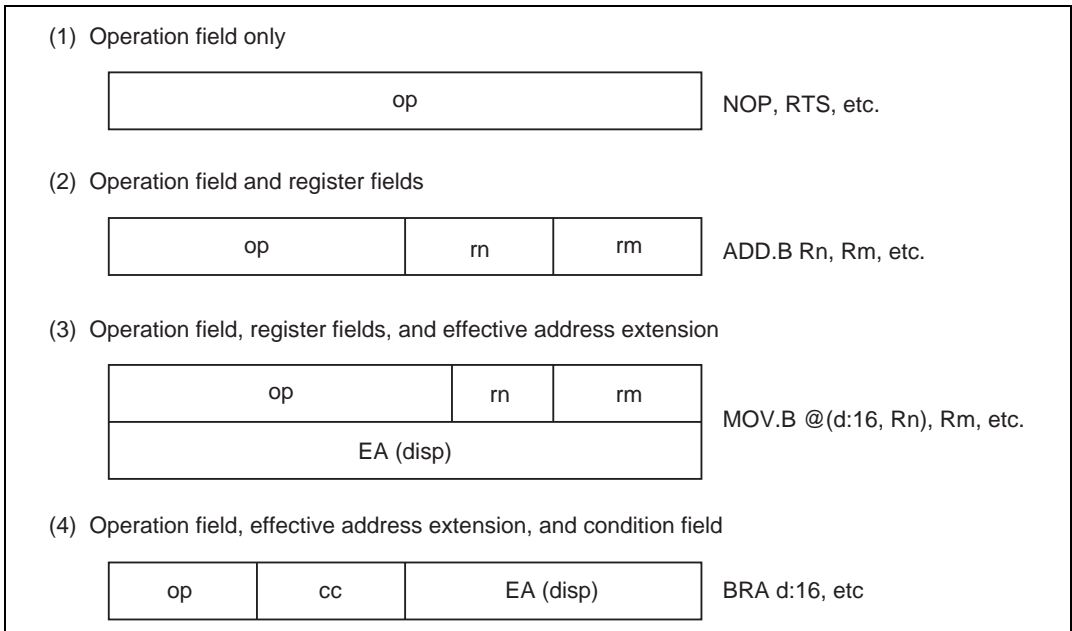 (1) Operation field only
op
NOP, RTS, etc.
(2) Operation field and register fields
op rn rm
ADD.B Rn, Rm, etc.
(3) Operation field, register fields, and effective address extension
op rn rm
EA (disp)
MOV.B @(d:16, Rn), Rm, etc.
(4) Operation field, effective address extension, and condition field
op cc EA (disp)
BRA d:16, etc